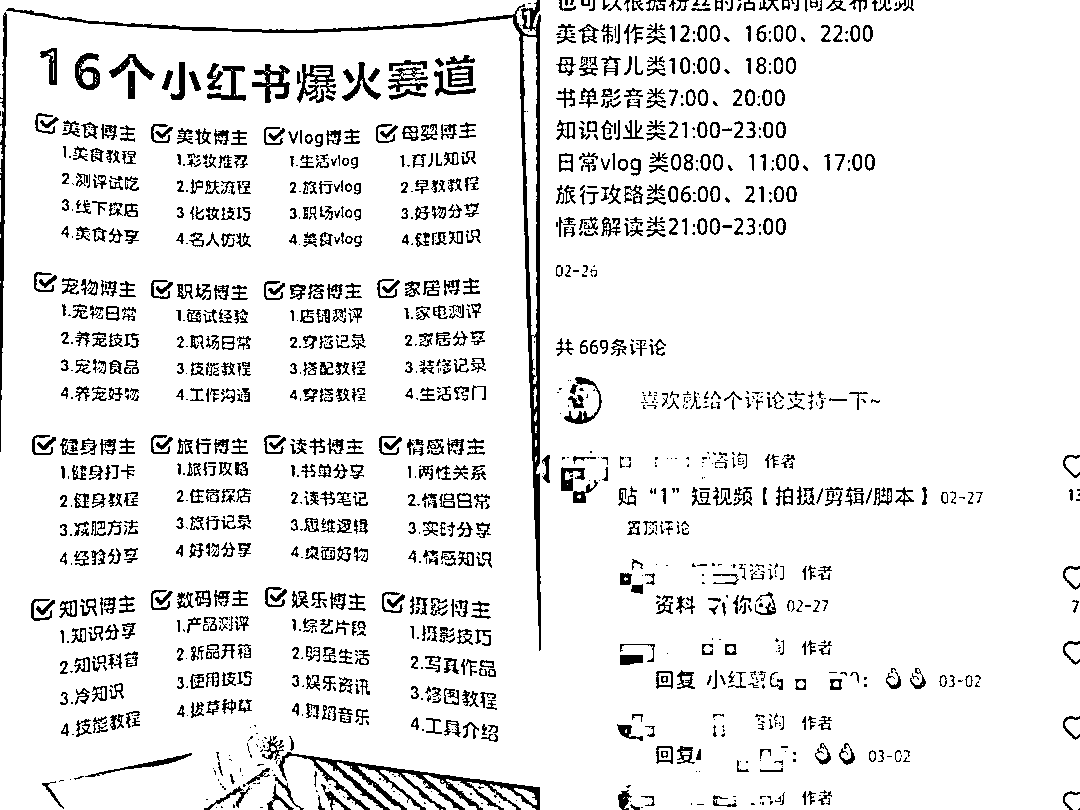 16个小红书爆火赛道
美食博主
1.美食教程
2.测评试吃
3.线下探店
4.美食分享
美妆博主
1.彩妆推荐
2.护肤流程
3.化妆技巧
4.名人仿妆
Vlog博主
1.生活vlog
2.旅行vlog
3.职场vlog
4.美食vlog
母婴博主
1.育儿知识
2.早教教程
3.好物分享
4.健康知识
宠物博主
1.宠物日常
2.养宠技巧
3.宠物食品
4.养宠好物
职场博主
1.面试经验
2.职场日常
3.技能教程
4.工作沟通
穿搭博主
1.店铺测评
2.穿搭记录
3.搭配教程
4.穿搭教程
家居博主
1.家电测评
2.家居分享
3.装修记录
4.生活窍门
健身博主
1.健身打卡
2.健身教程
3.减肥方法
4.经验分享
旅行博主
1.旅行攻略
2.住宿探店
3.旅行记录
4好物分享
读书博主
1.书单分享
2.读书笔记
3.思维逻辑
4.桌面好物
情感博主
1.两性关系
2.情侣日常
3.实时分享
4.情感知识
知识博主
1.知识分享
2.知识科普
3.冷知识
4.技能教程
数码博主
1.产品测评
2.新品开箱
3.使用技巧
4.拔草种草
娱乐博主
1.综艺片段
2.明星生活
3.娱乐资讯
4.舞蹈音乐
摄影博主
1.摄影技巧
2.写真作品
3.修图教程
4.工具介绍
也可以根据粉丝的活跃时间发布视频
美食制作类12:00、16:00、22:00
母婴育儿类10:00、18:00
书单影音类7:00、20:00
知识创业类21:00-23:00
日常vlog 类08:00、11:00、17:00
旅行攻略类06:00、21:00
情感解读类21:00-23:00
02-26
共 669条评论
喜欢就给个评论支持一下~
咨询 作者
贴“1”短视频【拍摄/剪辑/脚本】 02-27
置顶评论
咨询 作者
资料 你 02-27
作者
回复 小红薯 : 03-02
咨询 作者
回复 : 03-02
作者